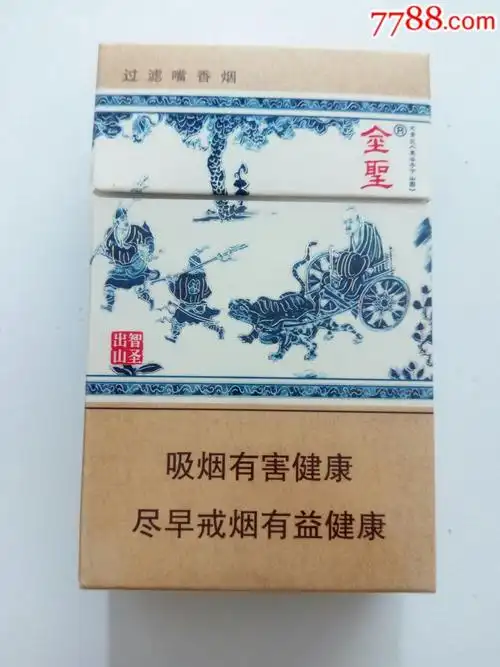 7788.com
过滤嘴香烟
金聖®
智圣
出山
吸烟有害健康
尽早戒烟有益健康